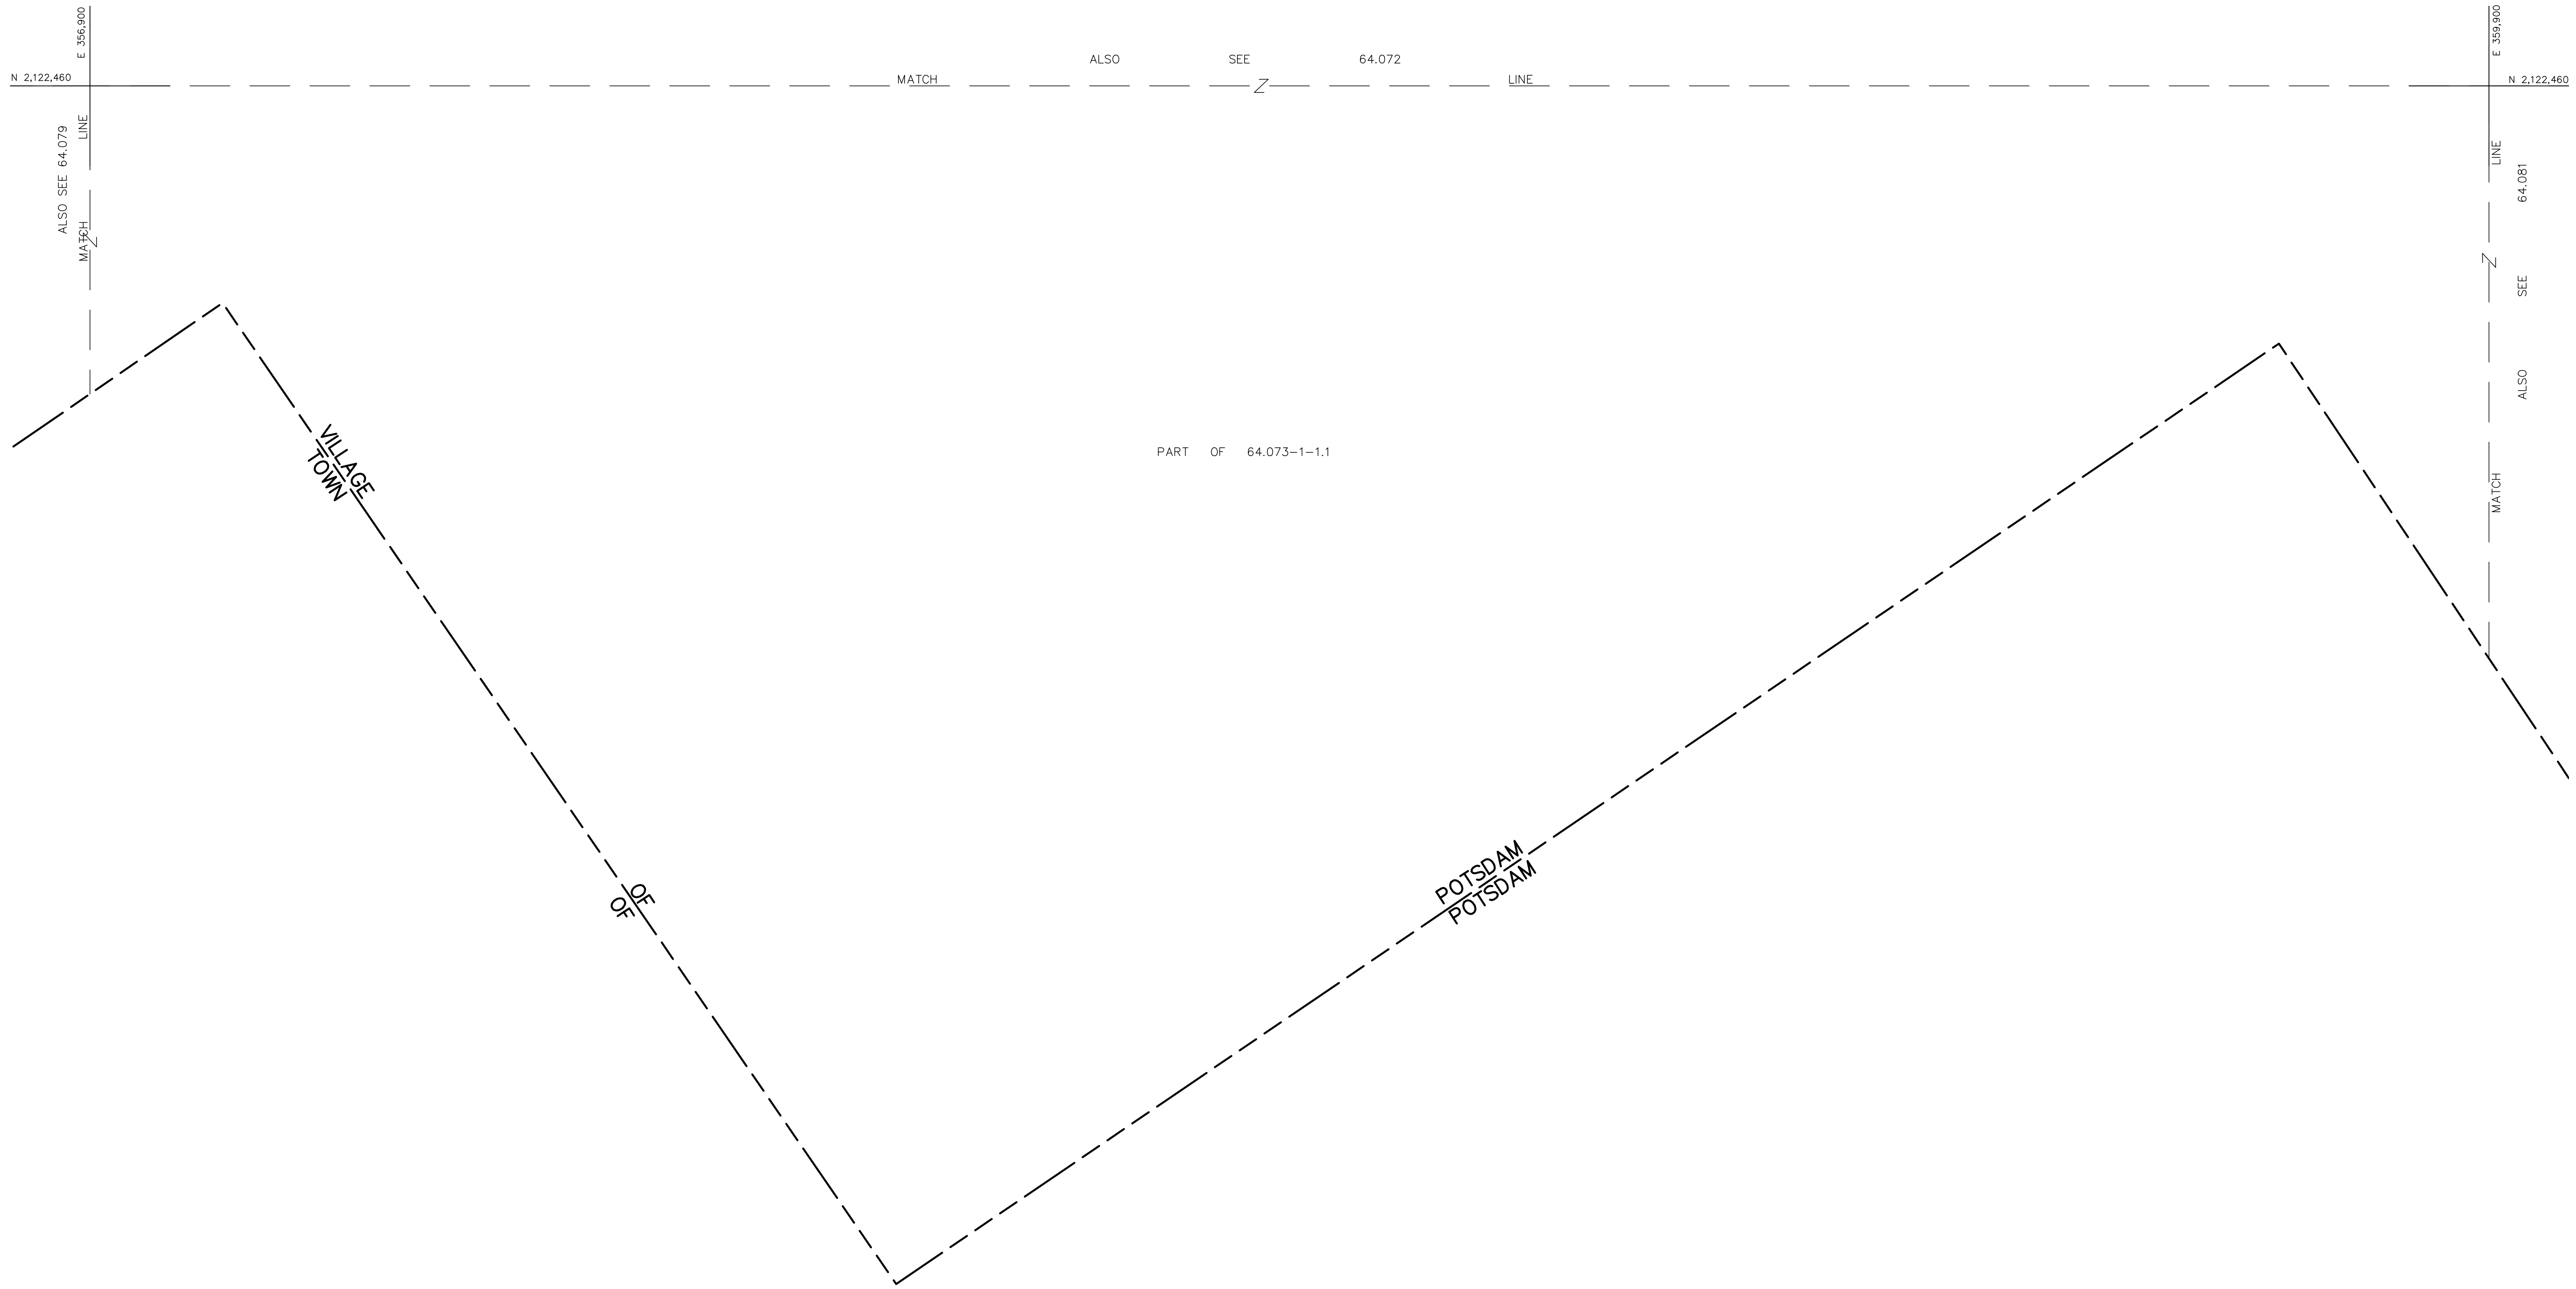 E 356,900
E 359,900
ALSO SEE 64.072
N 2,122,460
MATCH LINE
N 2,122,460
ALSO SEE 64.079
MATCH LINE
MATCH LINE
ALSO SEE 64.081
PART OF 64.073-1-1.1
VILLAGE OF POTSDAM
TOWN OF POTSDAM